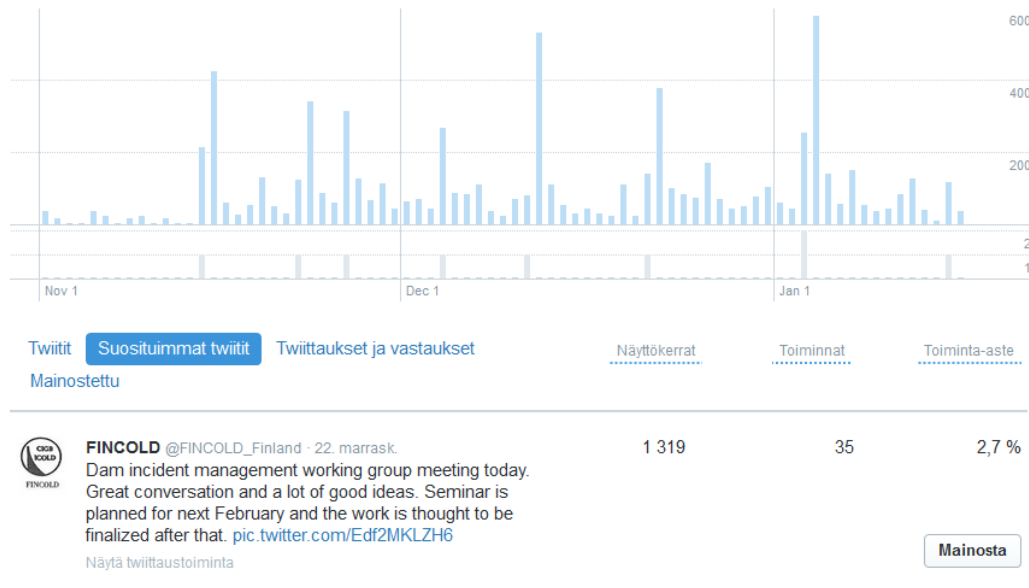 600
400
200
2
1
Nov 1
Dec 1
Jan 1
Twiitit Suosituimmat twiitit Twiittaukset ja vastaukset
Mainostettu
Näyttökerrat Toiminnat Toiminta-aste
CIGB
ICOLD
FINCOLD
FINCOLD @FINCOLD_Finland · 22. marrask.
1 319 35 2,7 %
Dam incident management working group meeting today.
Great conversation and a lot of good ideas. Seminar is
planned for next February and the work is thought to be
finalized after that. pic.twitter.com/Edf2MKLZH6
Näytä twiittaustoiminta
Mainosta